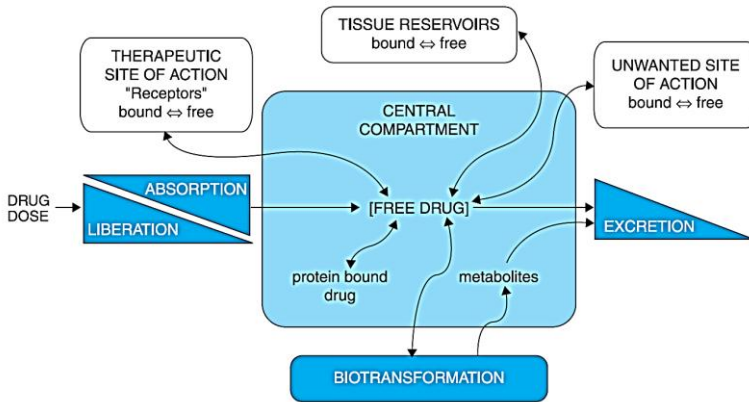 TISSUE RESERVOIRS
bound ⇔ free
THERAPEUTIC
SITE OF ACTION
"Receptors"
bound ⇔ free
UNWANTED SITE
OF ACTION
bound ⇔ free
CENTRAL
COMPARTMENT
DRUG
DOSE
ABSORPTION
LIBERATION
[FREE DRUG]
EXCRETION
protein bound
drug
metabolites
BIOTRANSFORMATION